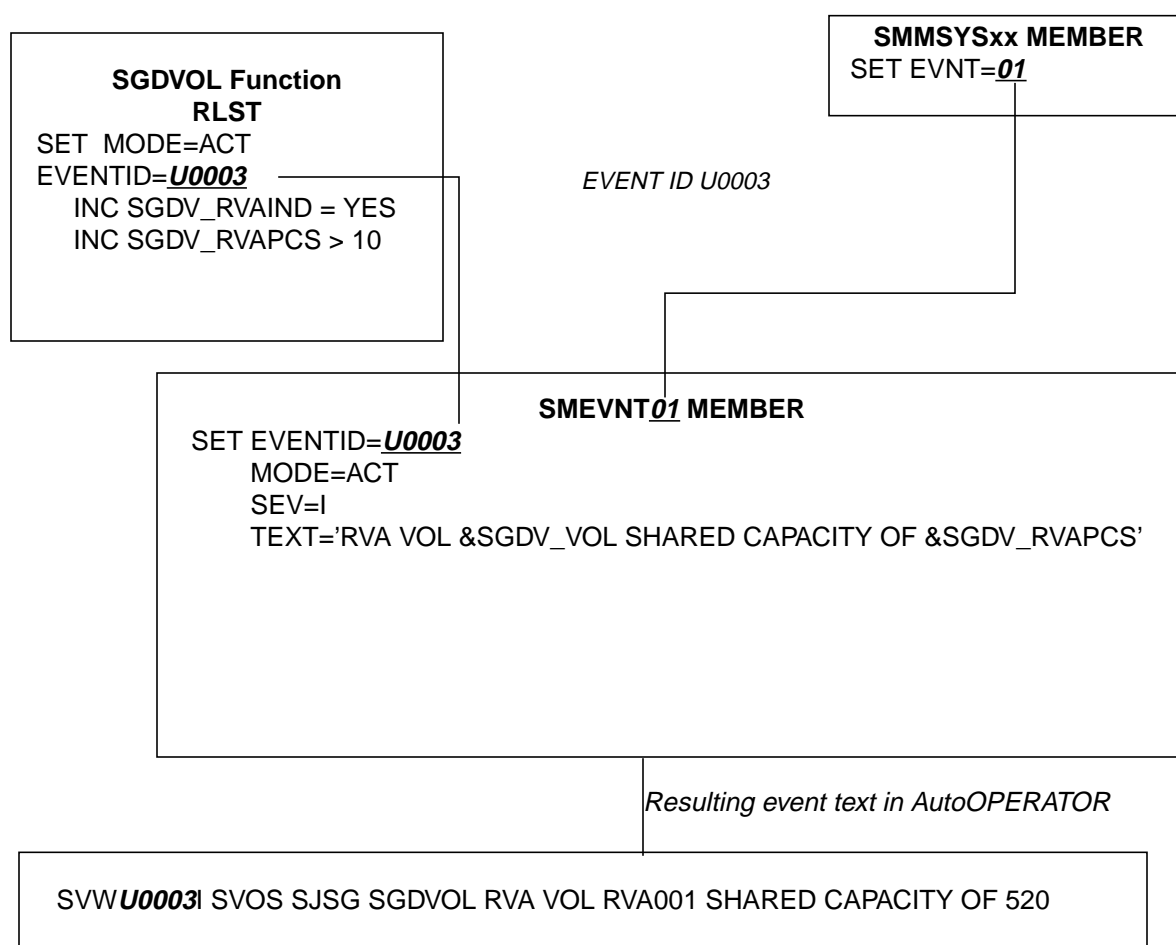 SGDVOL Function
RLST
SET MODE=ACT
EVENTID=U0003
INC SGDV_RVAIND = YES
INC SGDV_RVAPCS > 10
SMMSYSxx MEMBER
SET EVNT=01
EVENT ID U0003
SMEVNT01 MEMBER
SET EVENTID=U0003
MODE=ACT
SEV=I
TEXT='RVA VOL &SGDV_VOL SHARED CAPACITY OF &SGDV_RVAPCS'
Resulting event text in AutoOPERATOR
SVWU0003I SVOS SJSG SGDVOL RVA VOL RVA001 SHARED CAPACITY OF 520